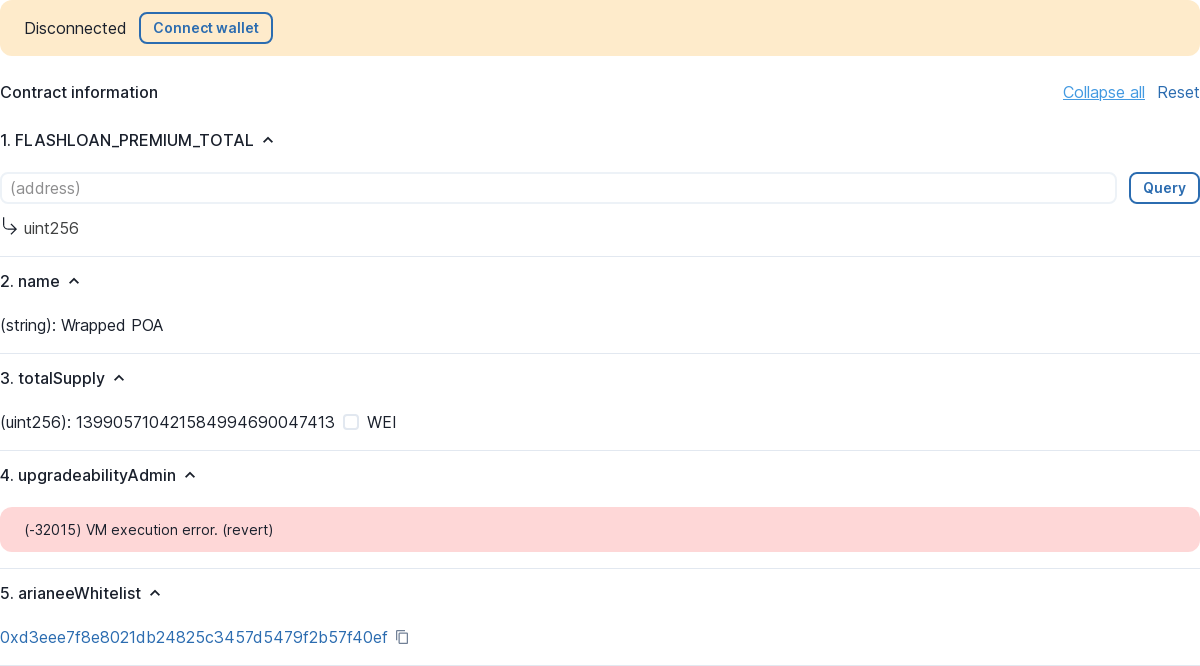 Disconnected Connect wallet
Contract information Collapse all Reset
1. FLASHLOAN_PREMIUM_TOTAL
(address) Query
uint256
2. name
(string): Wrapped POA
3. totalSupply
(uint256): 139905710421584994690047413 WEI
4. upgradeabilityAdmin
(-32015) VM execution error. (revert)
5. arianeeWhitelist
0xd3eee7f8e8021db24825c3457d5479f2b57f40ef